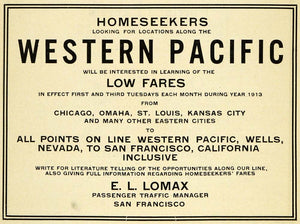 HOMESEEKERS
LOOKING FOR LOCATIONS ALONG THE
WESTERN PACIFIC
WILL BE INTERESTED IN LEARNING OF THE
LOW FARES
IN EFFECT FIRST AND THIRD TUESDAYS EACH MONTH DURING YEAR 1913
FROM
CHICAGO, OMAHA, ST. LOUIS, KANSAS CITY
AND MANY OTHER EASTERN CITIES
TO
ALL POINTS ON LINE WESTERN PACIFIC, WELLS,
NEVADA, TO SAN FRANCISCO, CALIFORNIA
INCLUSIVE
WRITE FOR LITERATURE TELLING OF THE OPPORTUNITIES ALONG OUR LINE,
ALSO GIVING FULL INFORMATION REGARDING HOMESEEKERS' FARES
E. L. LOMAX
PASSENGER TRAFFIC MANAGER
SAN FRANCISCO